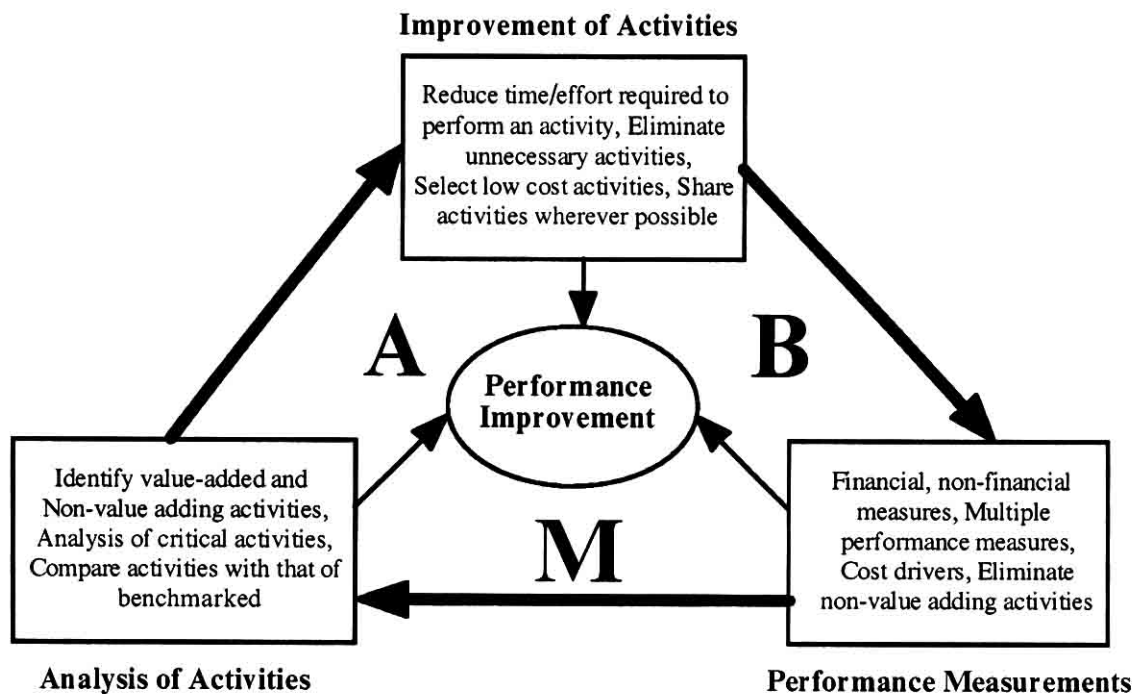 Improvement of Activities
Reduce time/effort required to
perform an activity, Eliminate
unnecessary activities,
Select low cost activities, Share
activities wherever possible
A
B
Performance
Improvement
Identify value-added and
Non-value adding activities,
Analysis of critical activities,
Compare activities with that of
benchmarked
M
Financial, non-financial
measures, Multiple
performance measures,
Cost drivers, Eliminate
non-value adding activities
Analysis of Activities
Performance Measurements